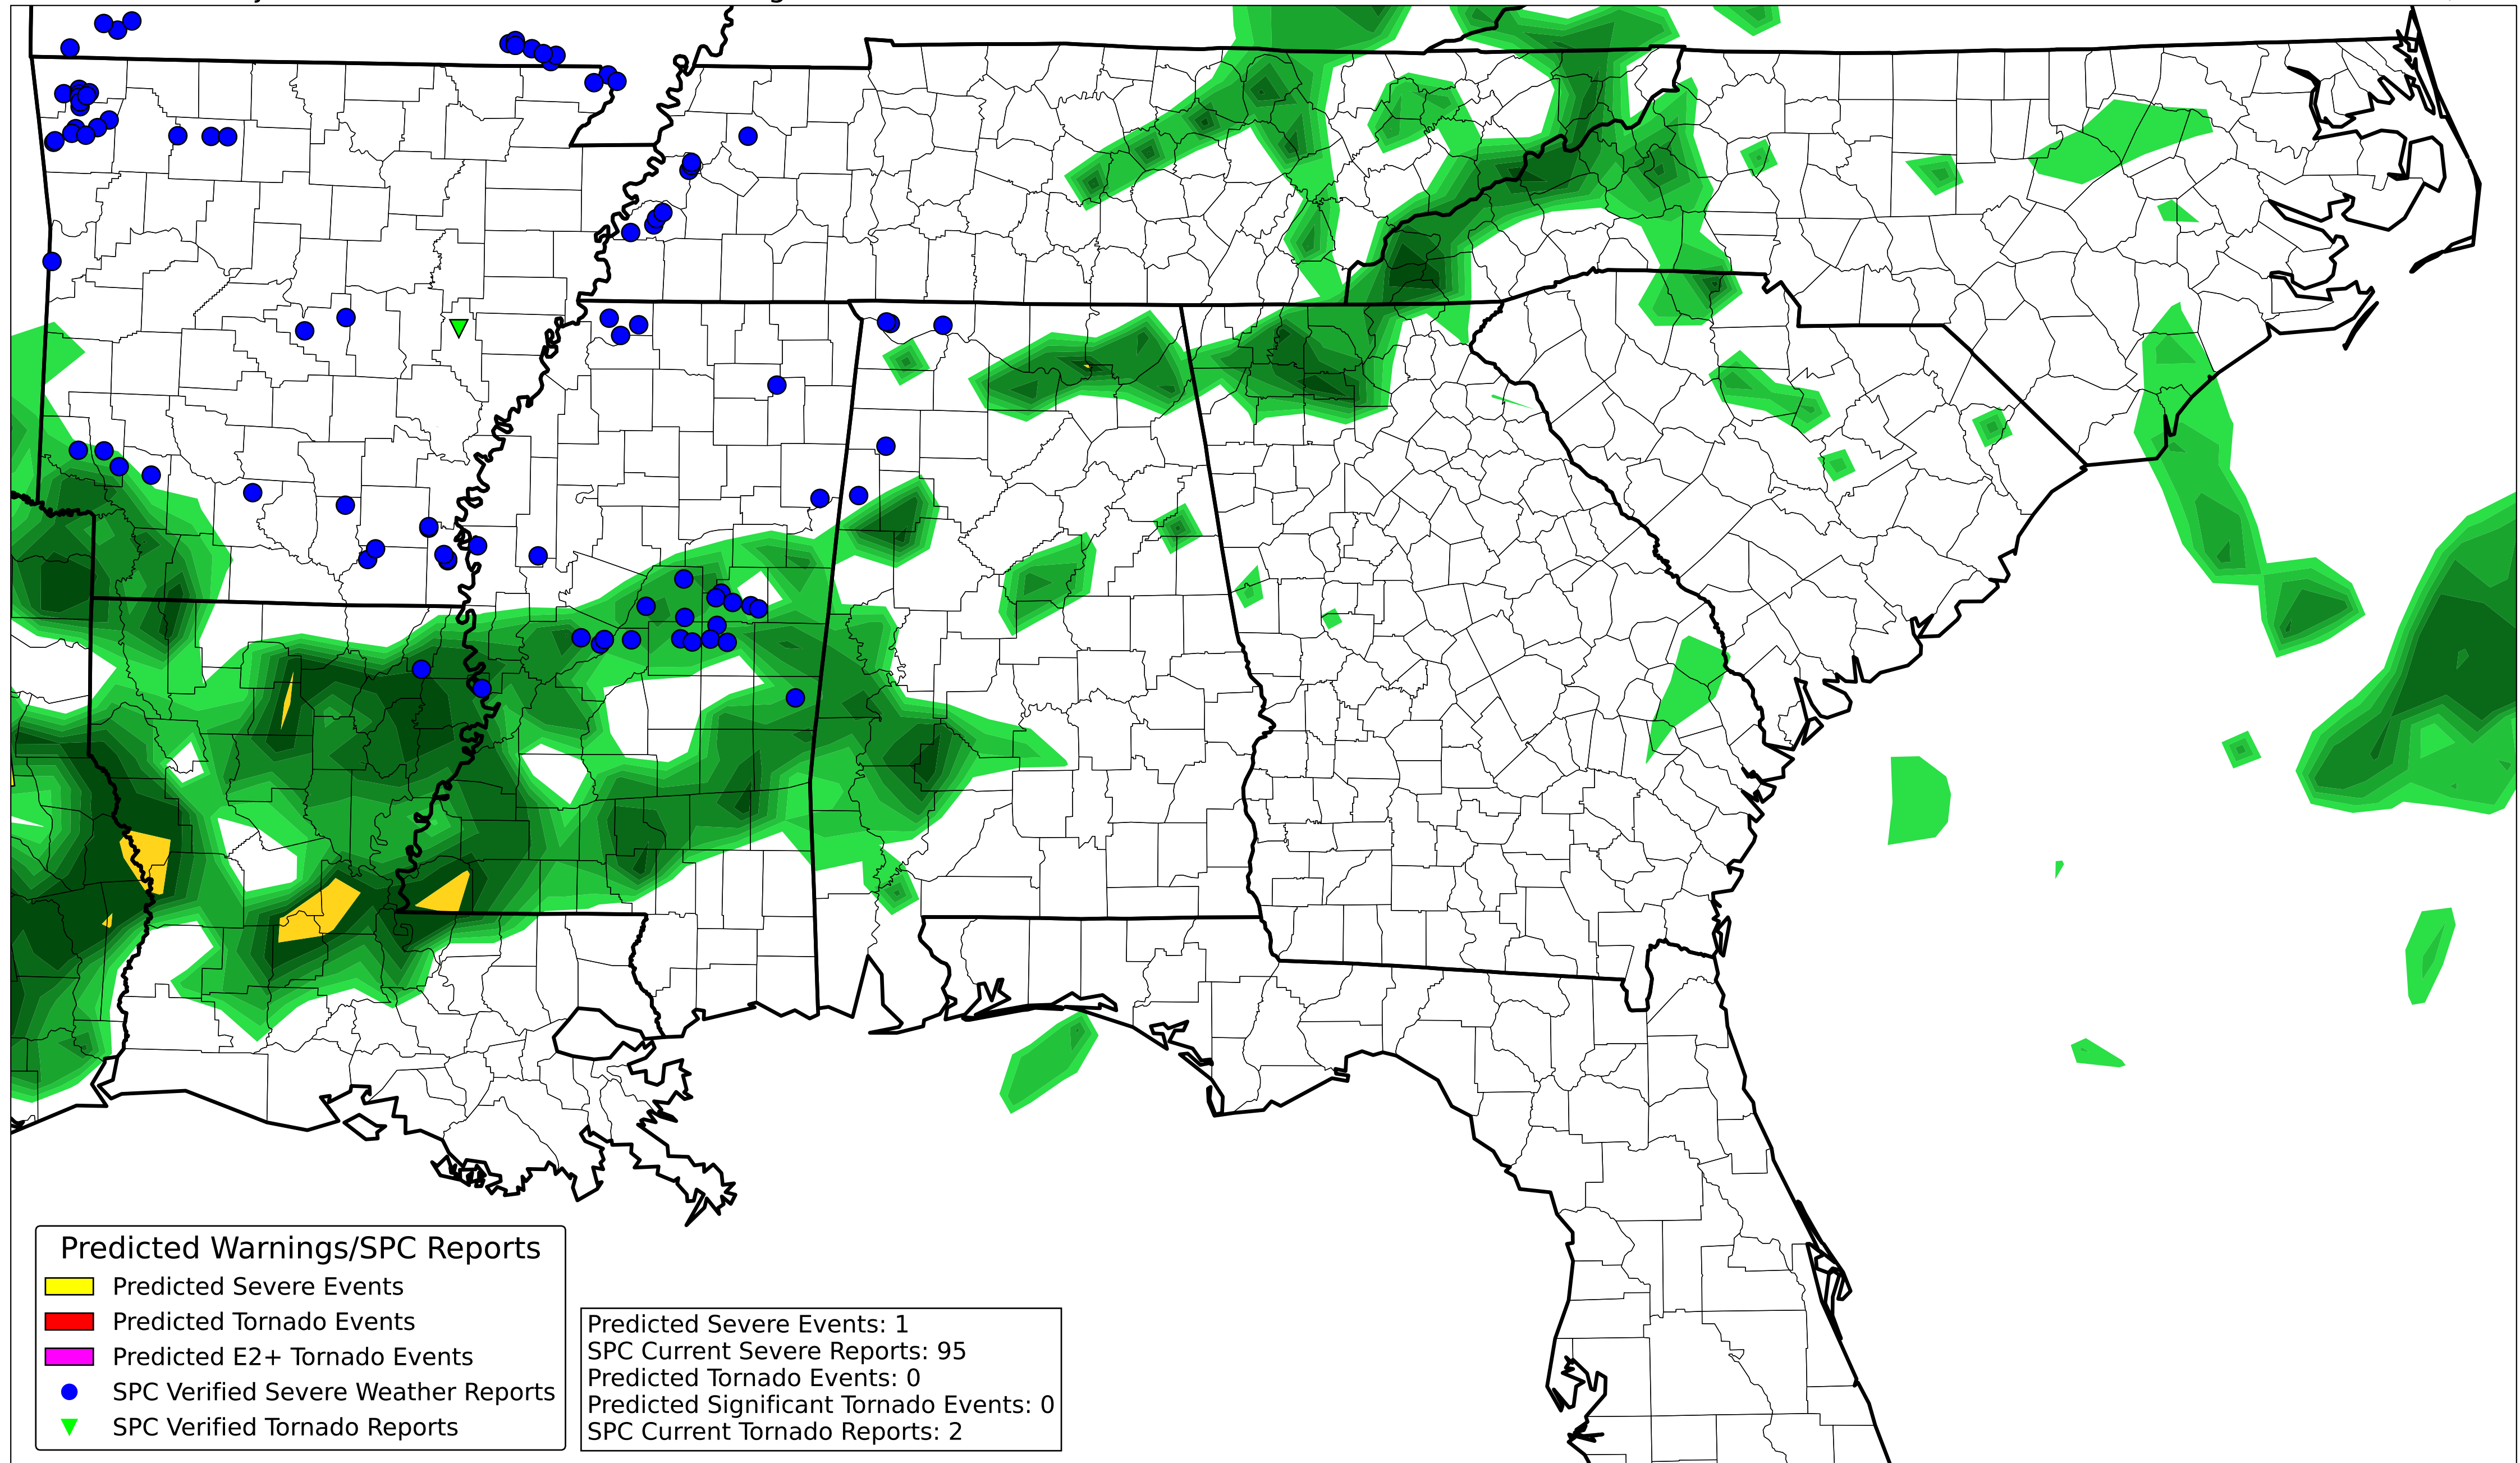 Predicted Warnings/SPC Reports
Predicted Severe Events
Predicted Tornado Events
Predicted E2+ Tornado Events
SPC Verified Severe Weather Reports
SPC Verified Tornado Reports
Predicted Severe Events: 1
SPC Current Severe Reports: 95
Predicted Tornado Events: 0
Predicted Significant Tornado Events: 0
SPC Current Tornado Reports: 2